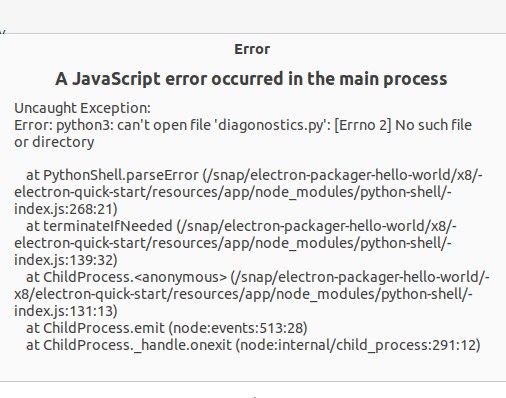 Error
A JavaScript error occurred in the main process
Uncaught Exception:
Error: python3: can't open file 'diagonostics.py': [Errno 2] No such file
or directory
at PythonShell.parseError (/snap/electron-packager-hello-world/x8/-
electron-quick-start/resources/app/node_modules/python-shell/-
index.js:268:21)
at terminateIfNeeded (/snap/electron-packager-hello-world/x8/-
electron-quick-start/resources/app/node_modules/python-shell/-
index.js:139:32)
at ChildProcess.<anonymous> (/snap/electron-packager-hello-world/-
x8/electron-quick-start/resources/app/node_modules/python-shell/-
index.js:131:13)
at ChildProcess.emit (node:events:513:28)
at ChildProcess._handle.onexit (node:internal/child_process:291:12)